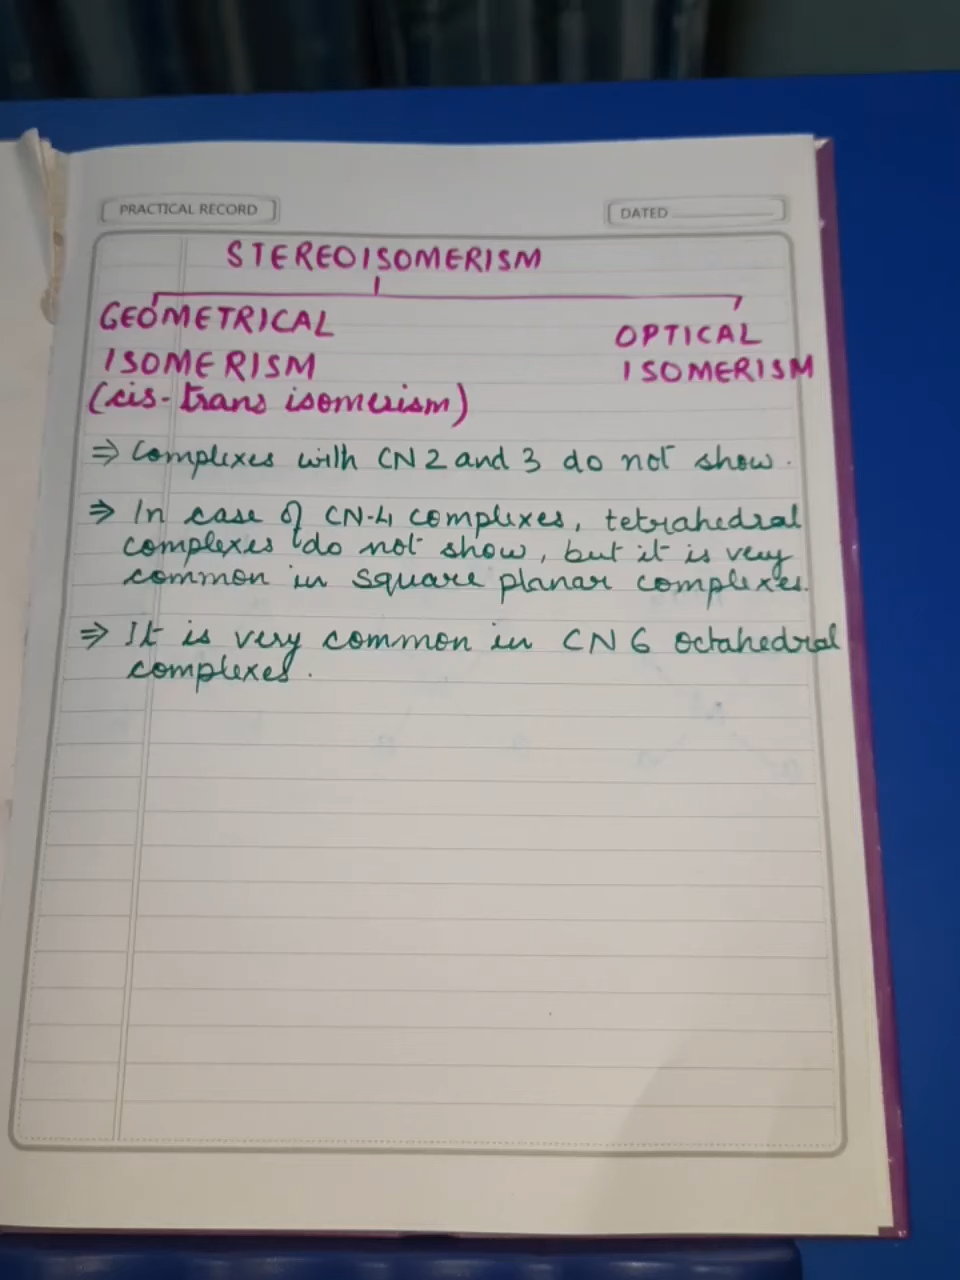 PRACTICAL RECORD
DATED
STEREOISOMERISM
GEOMETRICAL
ISOMERISM
(cis-trans isomerism)
OPTICAL
ISOMERISM
⇒ Complexes with CN 2 and 3 do not show.
⇒ In case of CN-4 complexes, tetrahedral
complexes do not show, but it is very
common in square planar complexes.
⇒ It is very common in CN 6 octahedral
complexes.